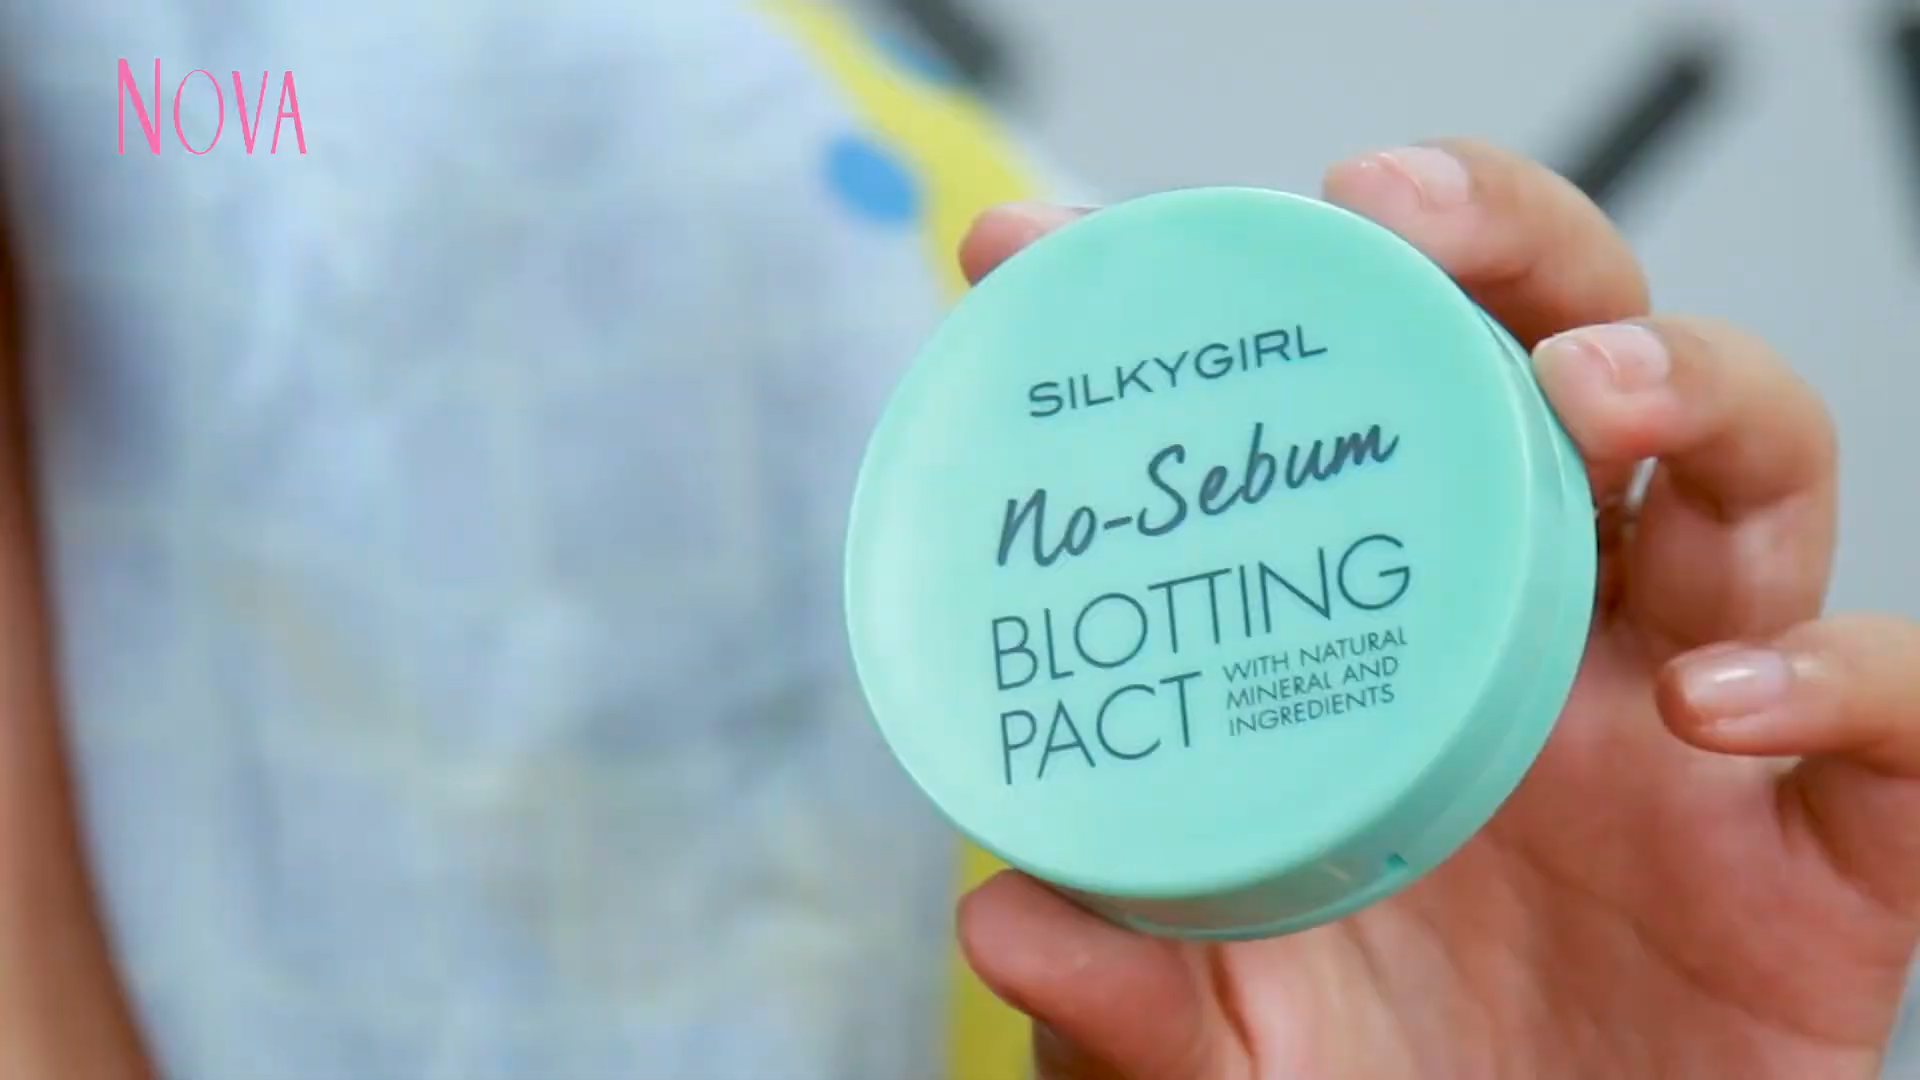 NOVA
SILKYGIRL
No-Sebum
BLOTTING
PACT
WITH NATURAL
MINERAL AND
INGREDIENTS